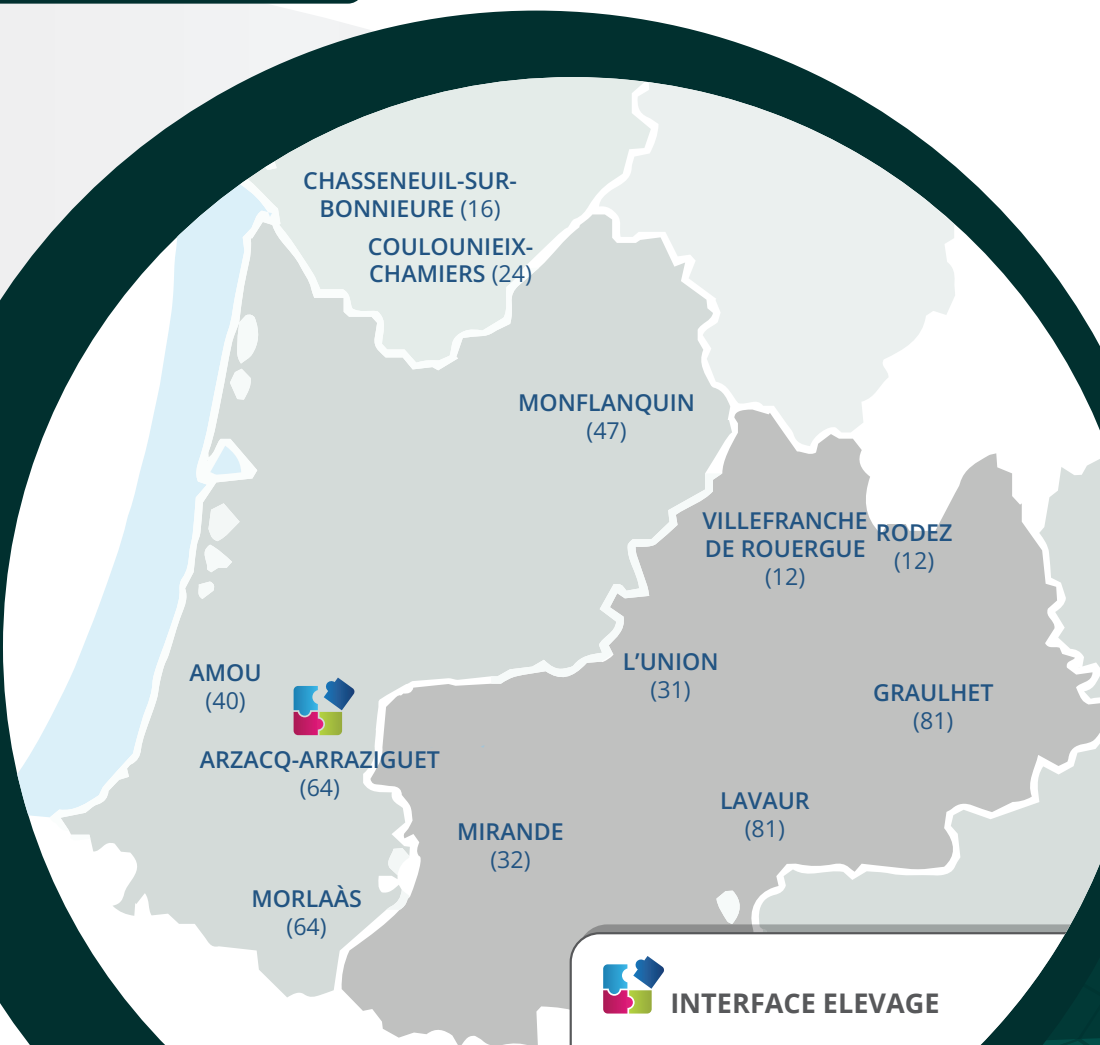 CHASSENEUIL-SUR-
BONNIEURE (16)
COULOUNIEIX-
CHAMIERS (24)
MONFLANQUIN
(47)
VILLEFRANCHE
DE ROUERGUE
(12)
RODEZ
(12)
L’UNION
(31)
AMOU
(40)
GRAULHET
(81)
ARZACQ-ARRAZIGUET
(64)
LAVAUR
(81)
MIRANDE
(32)
MORLAÀS
(64)
INTERFACE ELEVAGE